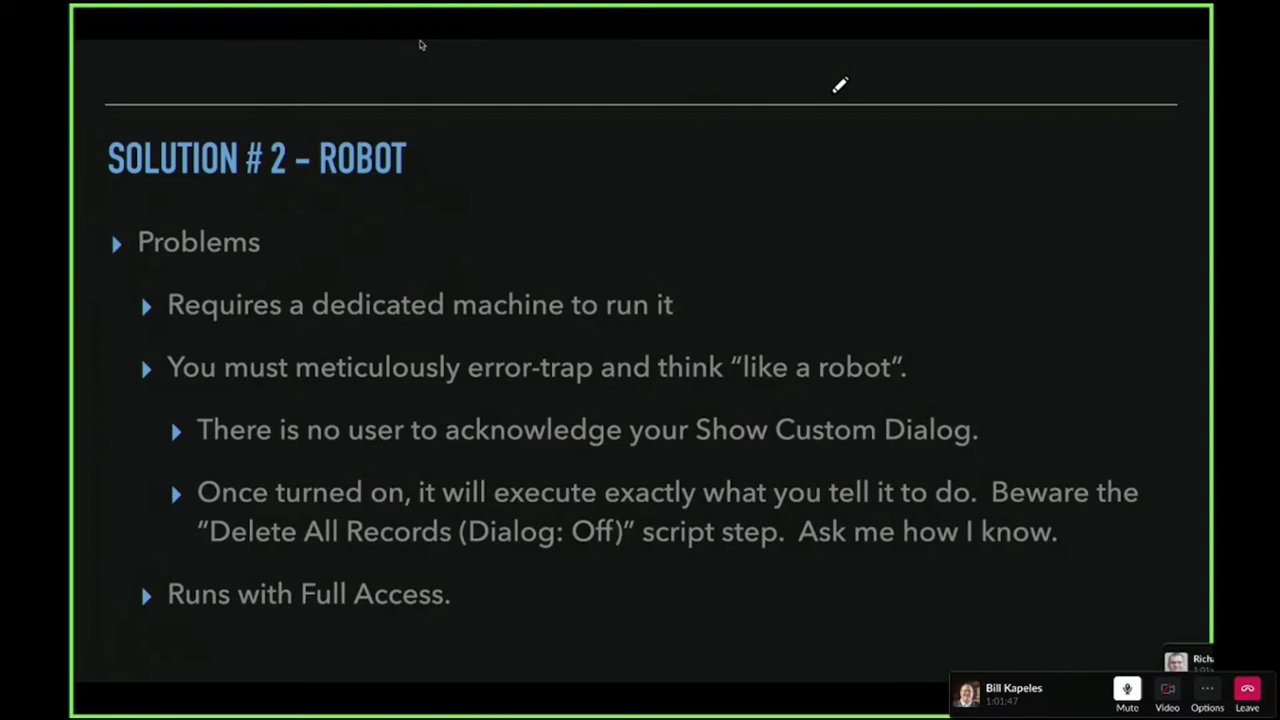 SOLUTION # 2 – ROBOT
Problems
Requires a dedicated machine to run it
You must meticulously error-trap and think “like a robot”.
There is no user to acknowledge your Show Custom Dialog.
Once turned on, it will execute exactly what you tell it to do.  Beware the
“Delete All Records (Dialog: Off)” script step.  Ask me how I know.
Runs with Full Access.
Bill Kapeles
1:01:47
Mute Video Options Leave